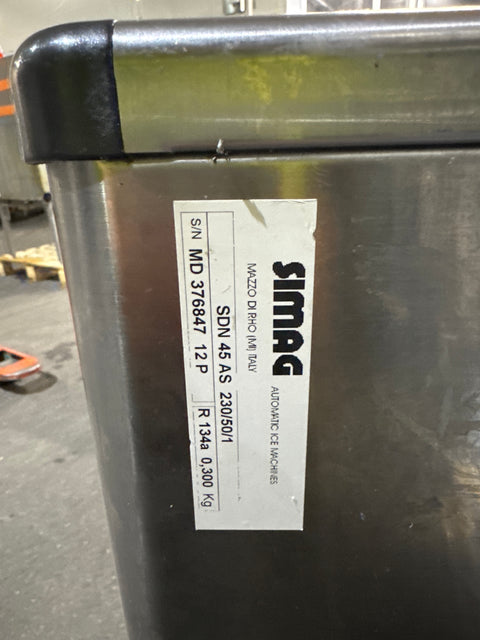 SIMAG AUTOMATIC ICE MACHINES
MAZZO DI RHO (MI) ITALY
SDN 45 AS 230/50/1
S/N MD 376847 12 P R 134a 0,300 Kg